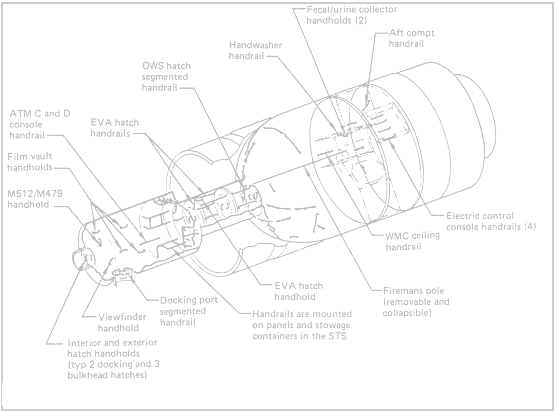 Fecal/urine collector
handholds (2)
Aft compt
handrail
Handwasher
handrail
OWS hatch
segmented
handrail
ATM C and D
console
handrail
EVA hatch
handrails
Film vault
handholds
M512/M479
handhold
Electric control
console handrails (4)
WMC ceiling
handrail
EVA hatch
handhold
Firemans pole
(removable and
collapsible)
Docking port
segmented
handrail
Handrails are mounted
on panels and stowage
containers in the STS
Viewfinder
handhold
Interior and exterior
hatch handholds
(typ 2 docking and 3
bulkhead hatches)